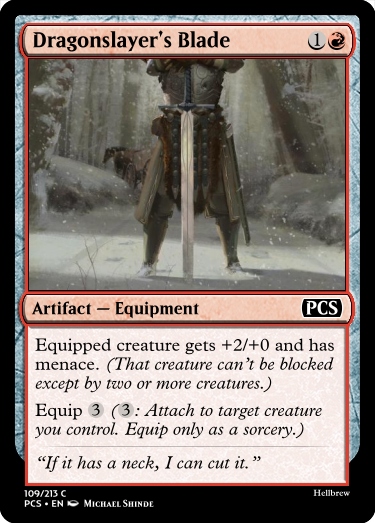 Dragonslayer's Blade 1
Artifact — Equipment PCS
Equipped creature gets +2/+0 and has
menace. (That creature can't be blocked
except by two or more creatures.)
Equip 3 (3: Attach to target creature
you control. Equip only as a sorcery.)
"If it has a neck, I can cut it."
109/213 C Hellbrew
PCS • EN Michael Shinde